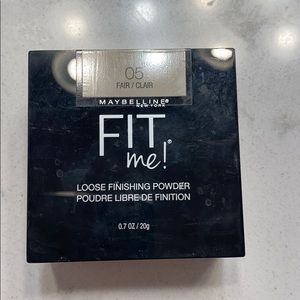 05
FAIR / CLAIR
MAYBELLINE®
NEW YORK
FIT
me!®
LOOSE FINISHING POWDER
POUDRE LIBRE DE FINITION
0.7 OZ / 20g